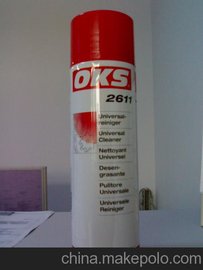 OKS
2611
Universal-
reiniger
Universal
Cleaner
Nettoyant
Universel
Desen-
grasante
Pulitore
Universale
Universele
Reiniger
china.makepolo.com